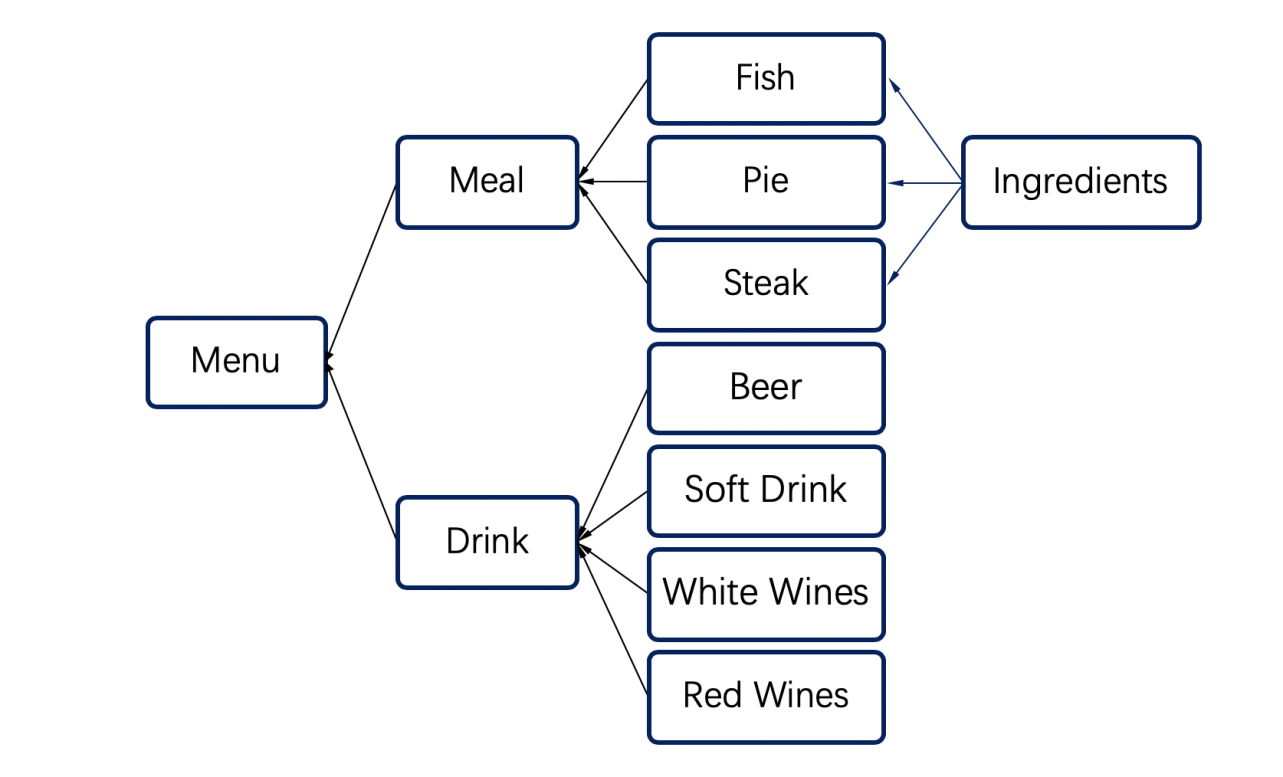 Fish
Meal
Pie
Ingredients
Steak
Menu
Beer
Soft Drink
Drink
White Wines
Red Wines